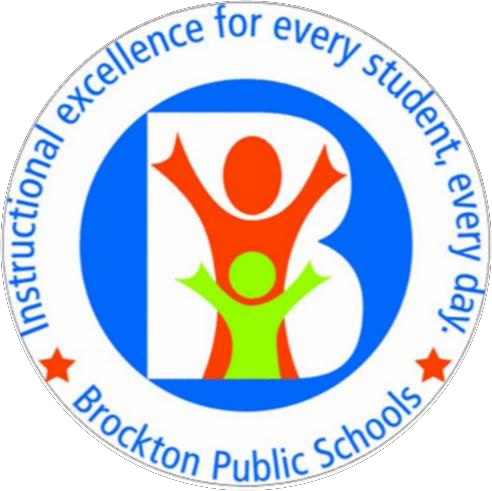 Instructional excellence for every student, every day.
B
Brockton Public Schools